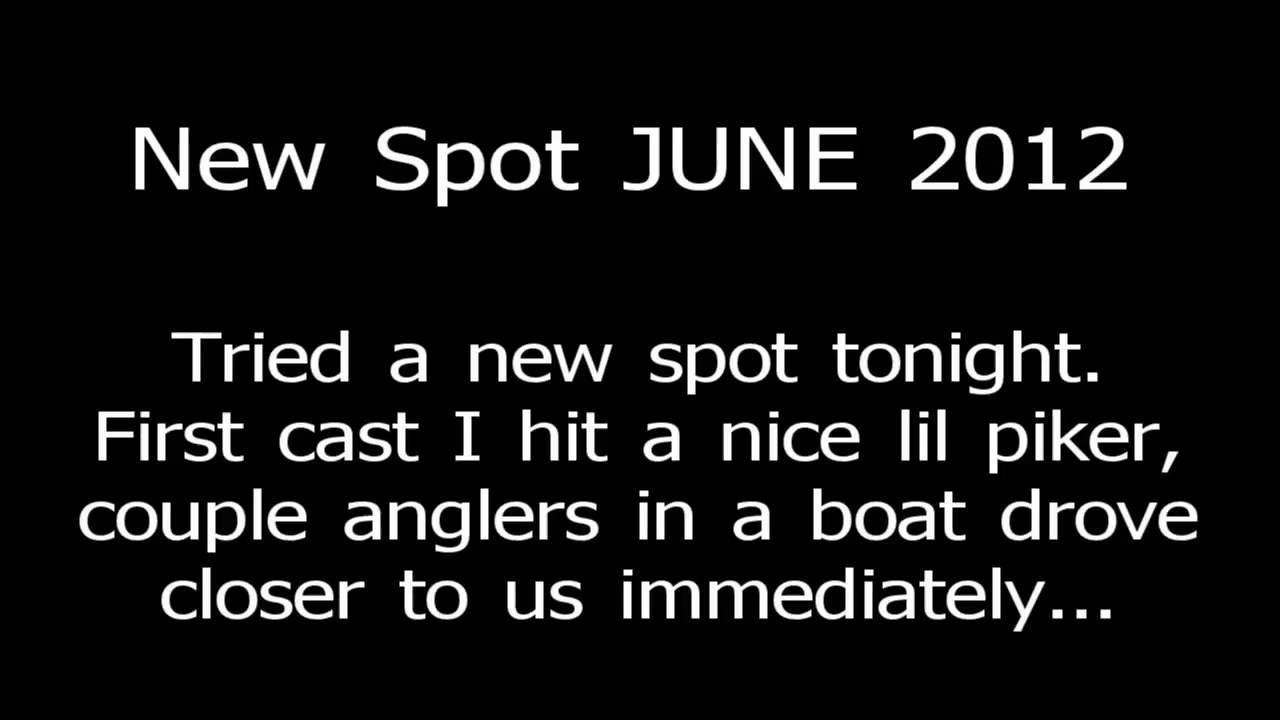 New Spot JUNE 2012
Tried a new spot tonight.
First cast I hit a nice lil piker,
couple anglers in a boat drove
closer to us immediately...